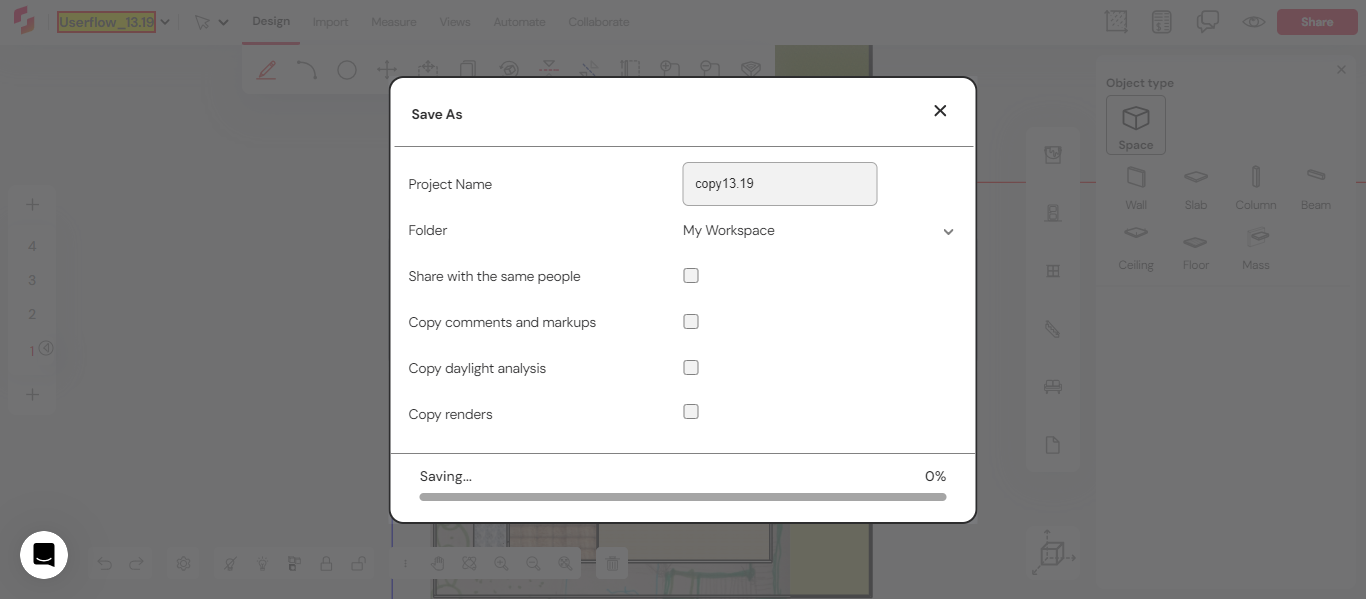 Userflow_13.19
Design
Import
Measure
Views
Automate
Collaborate
Share
Save As
Project Name
copy13.19
Folder
My Workspace
Share with the same people
Copy comments and markups
Copy daylight analysis
Copy renders
Saving...
0%
4
3
2
1
Object type
Space
Wall
Slab
Column
Beam
Ceiling
Floor
Mass